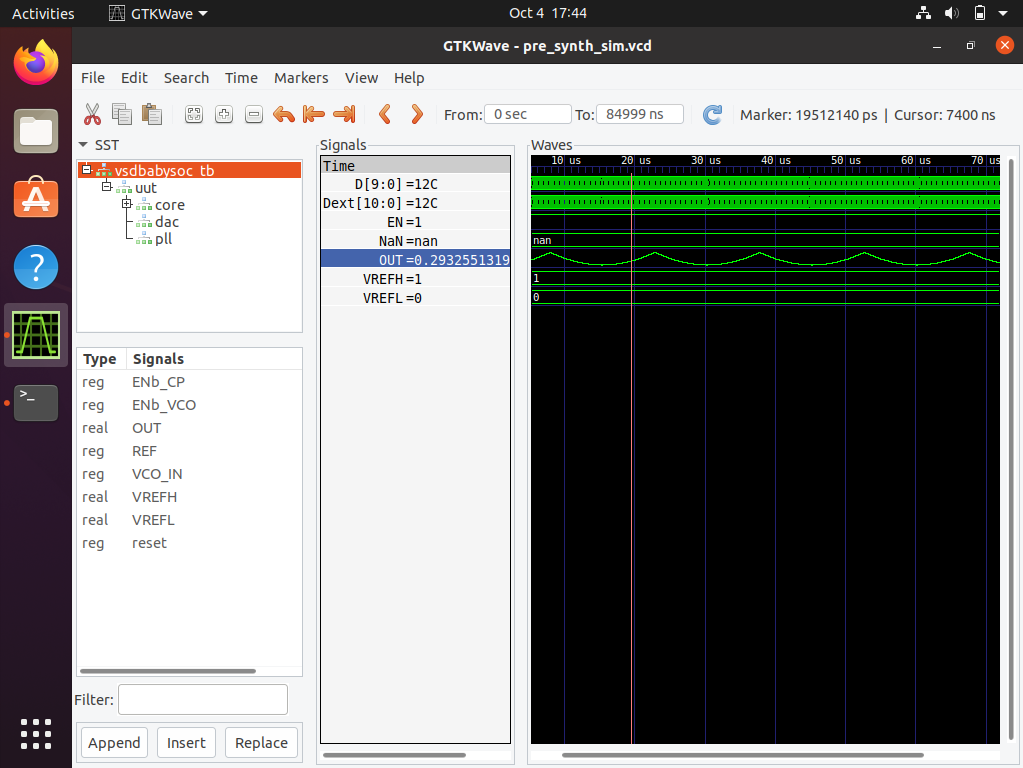 Activities GTKWave Oct 4 17:44
GTKWave - pre_synth_sim.vcd
File Edit Search Time Markers View Help
From: 0 sec To: 84999 ns Marker: 19512140 ps | Cursor: 7400 ns
SST
vsdbabysoc_tb
uut
core
dac
pll
Type Signals
reg ENb_CP
reg ENb_VCO
real OUT
reg REF
reg VCO_IN
real VREFH
real VREFL
reg reset
Filter:
Append Insert Replace
Signals
Time
D[9:0] =12C
Dext[10:0] =12C
EN =1
NaN =nan
OUT =0.2932551319
VREFH =1
VREFL =0
Waves
10 us 20 us 30 us 40 us 50 us 60 us 70 us
nan
1
0